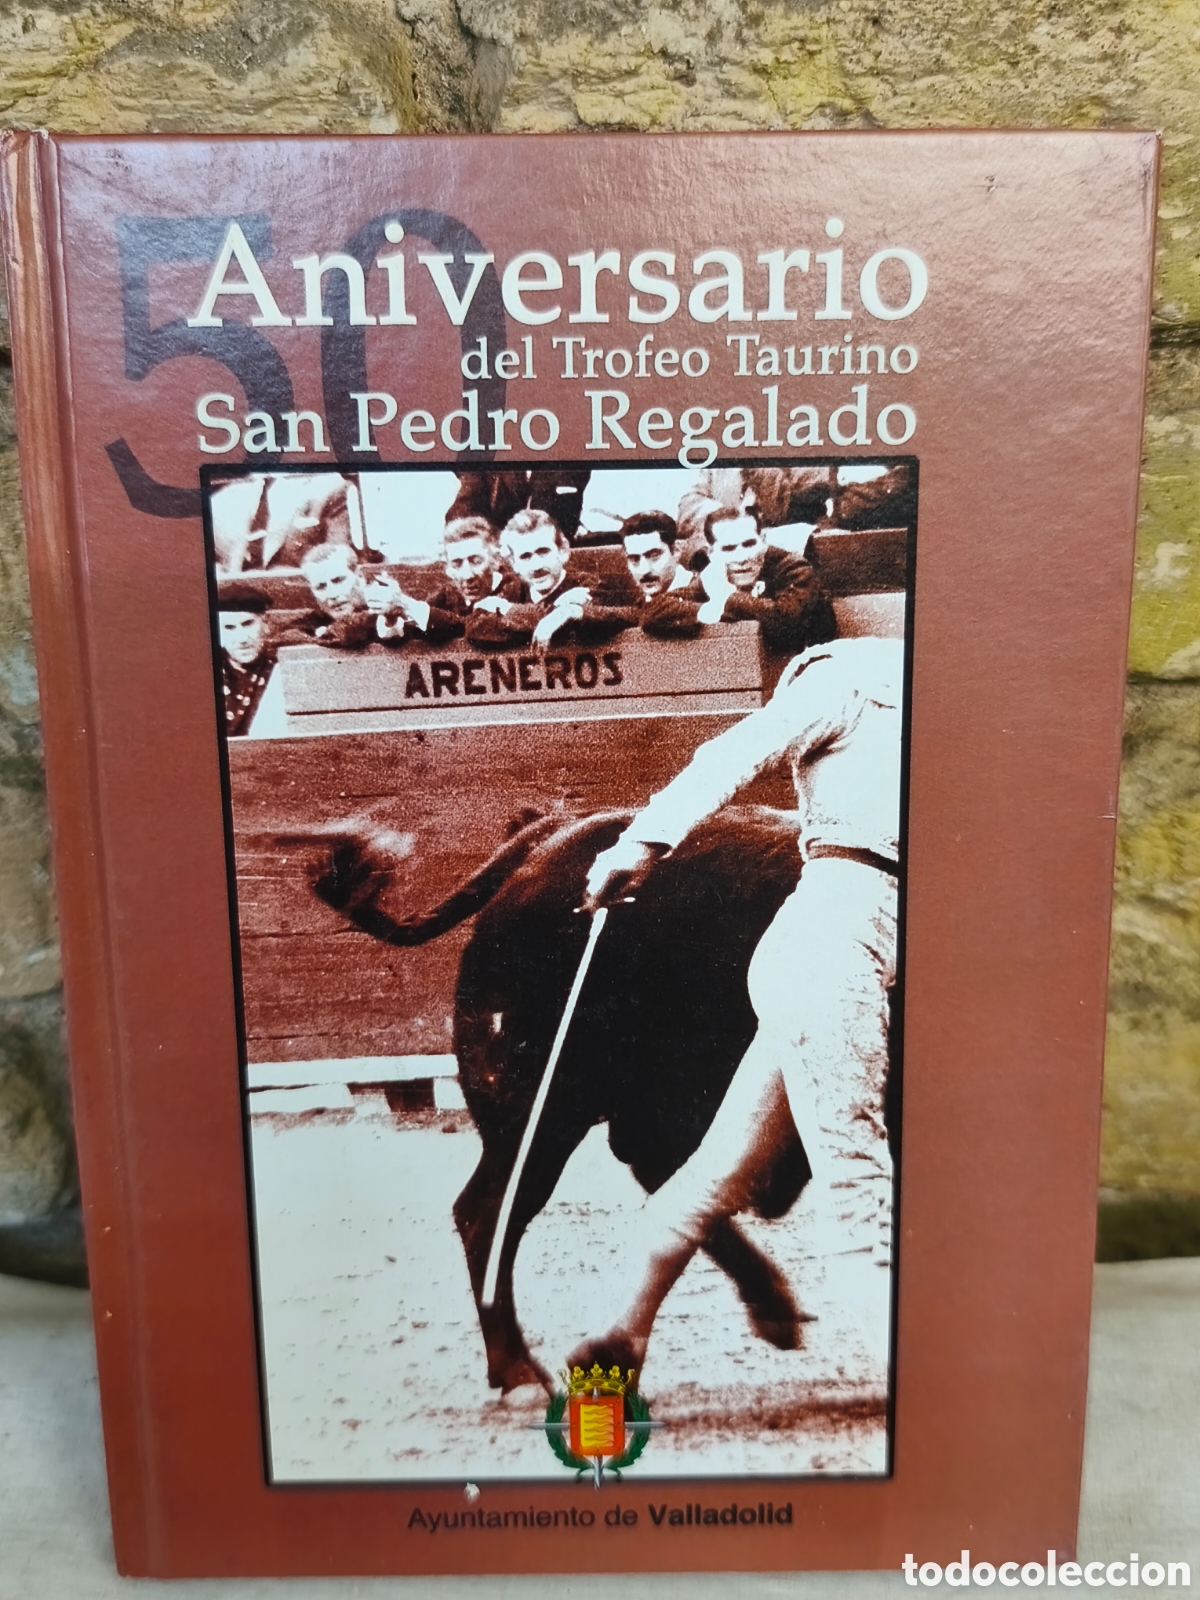 50
Aniversario
del Trofeo Taurino
San Pedro Regalado
ARENEROS
Ayuntamiento de Valladolid
todocoleccion